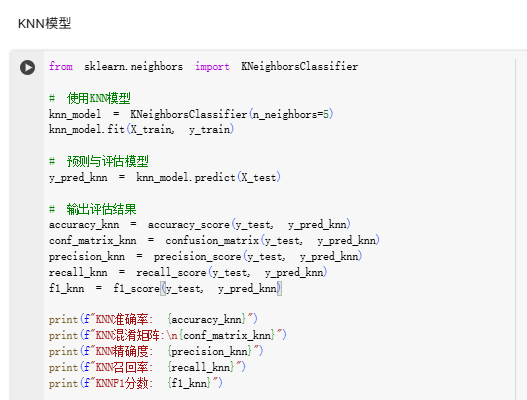 KNN模型
from sklearn.neighbors import KNeighborsClassifier
# 使用KNN模型
knn_model = KNeighborsClassifier(n_neighbors=5)
knn_model.fit(X_train, y_train)
# 预测与评估模型
y_pred_knn = knn_model.predict(X_test)
# 输出评估结果
accuracy_knn = accuracy_score(y_test, y_pred_knn)
conf_matrix_knn = confusion_matrix(y_test, y_pred_knn)
precision_knn = precision_score(y_test, y_pred_knn)
recall_knn = recall_score(y_test, y_pred_knn)
f1_knn = f1_score(y_test, y_pred_knn)
print(f"KNN准确率: {accuracy_knn}")
print(f"KNN混淆矩阵:\n{conf_matrix_knn}")
print(f"KNN精确度: {precision_knn}")
print(f"KNN召回率: {recall_knn}")
print(f"KNNF1分数: {f1_knn}")